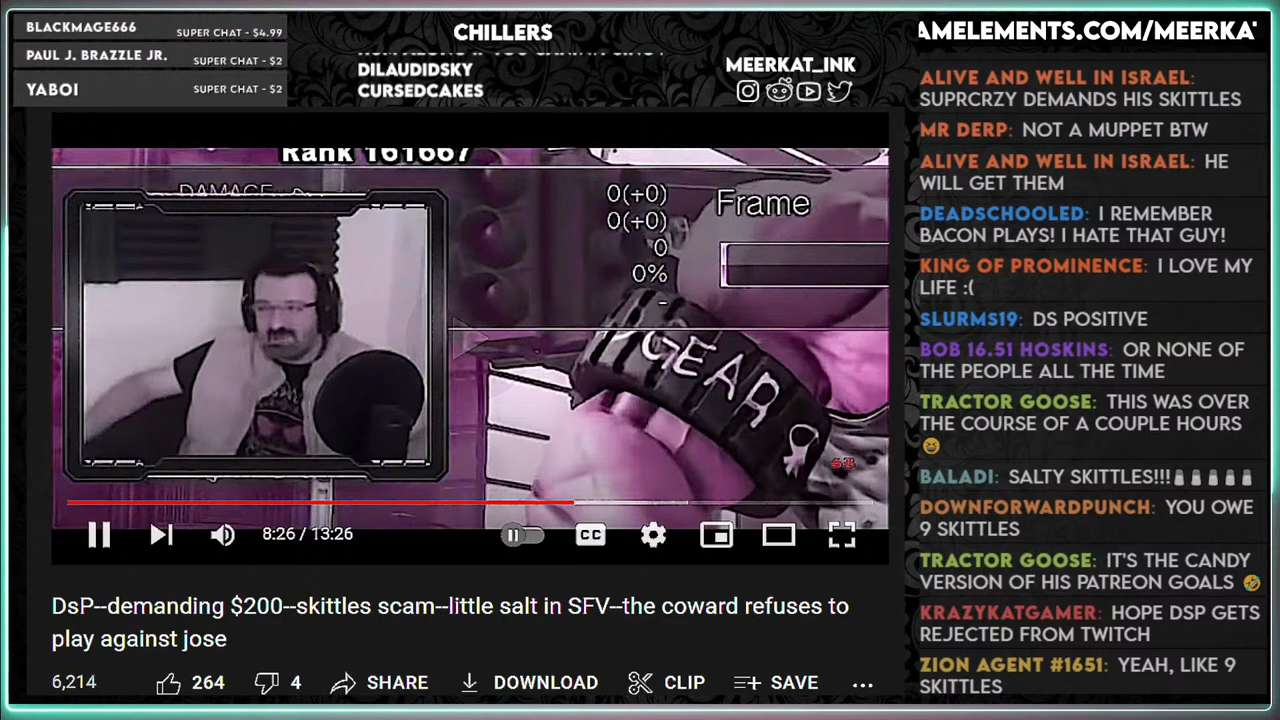 BLACKMAGE666
SUPER CHAT - $4.99
PAUL J. BRAZZLE JR.
SUPER CHAT - $2
YABOI
SUPER CHAT - $2
CHILLERS
DILAUDIDSKY
CURSEDCAKES
MEERKAT_INK
AMELEMENTS.COM/MEERKA
Rank 161667
DAMAGE
0(+0)
0(+0)
0
0%
-
Frame
GEAR
8:26 / 13:26
CC
DsP--demanding $200--skittles scam--little salt in SFV--the coward refuses to
play against jose
6,214
264
4
SHARE
DOWNLOAD
CLIP
SAVE
...
ALIVE AND WELL IN ISRAEL:
SUPRCRZY DEMANDS HIS SKITTLES
MR DERP: NOT A MUPPET BTW
ALIVE AND WELL IN ISRAEL: HE
WILL GET THEM
DEADSCHOOLED: I REMEMBER
BACON PLAYS! I HATE THAT GUY!
KING OF PROMINENCE: I LOVE MY
LIFE :(
SLURMS19: DS POSITIVE
BOB 16.51 HOSKINS: OR NONE OF
THE PEOPLE ALL THE TIME
TRACTOR GOOSE: THIS WAS OVER
THE COURSE OF A COUPLE HOURS
😆
BALADI: SALTY SKITTLES!!!🧂🧂🧂🧂🧂
DOWNFORWARDPUNCH: YOU OWE
9 SKITTLES
TRACTOR GOOSE: IT'S THE CANDY
VERSION OF HIS PATREON GOALS 🤣
KRAZYKATGAMER: HOPE DSP GETS
REJECTED FROM TWITCH
ZION AGENT #1651: YEAH, LIKE 9
SKITTLES